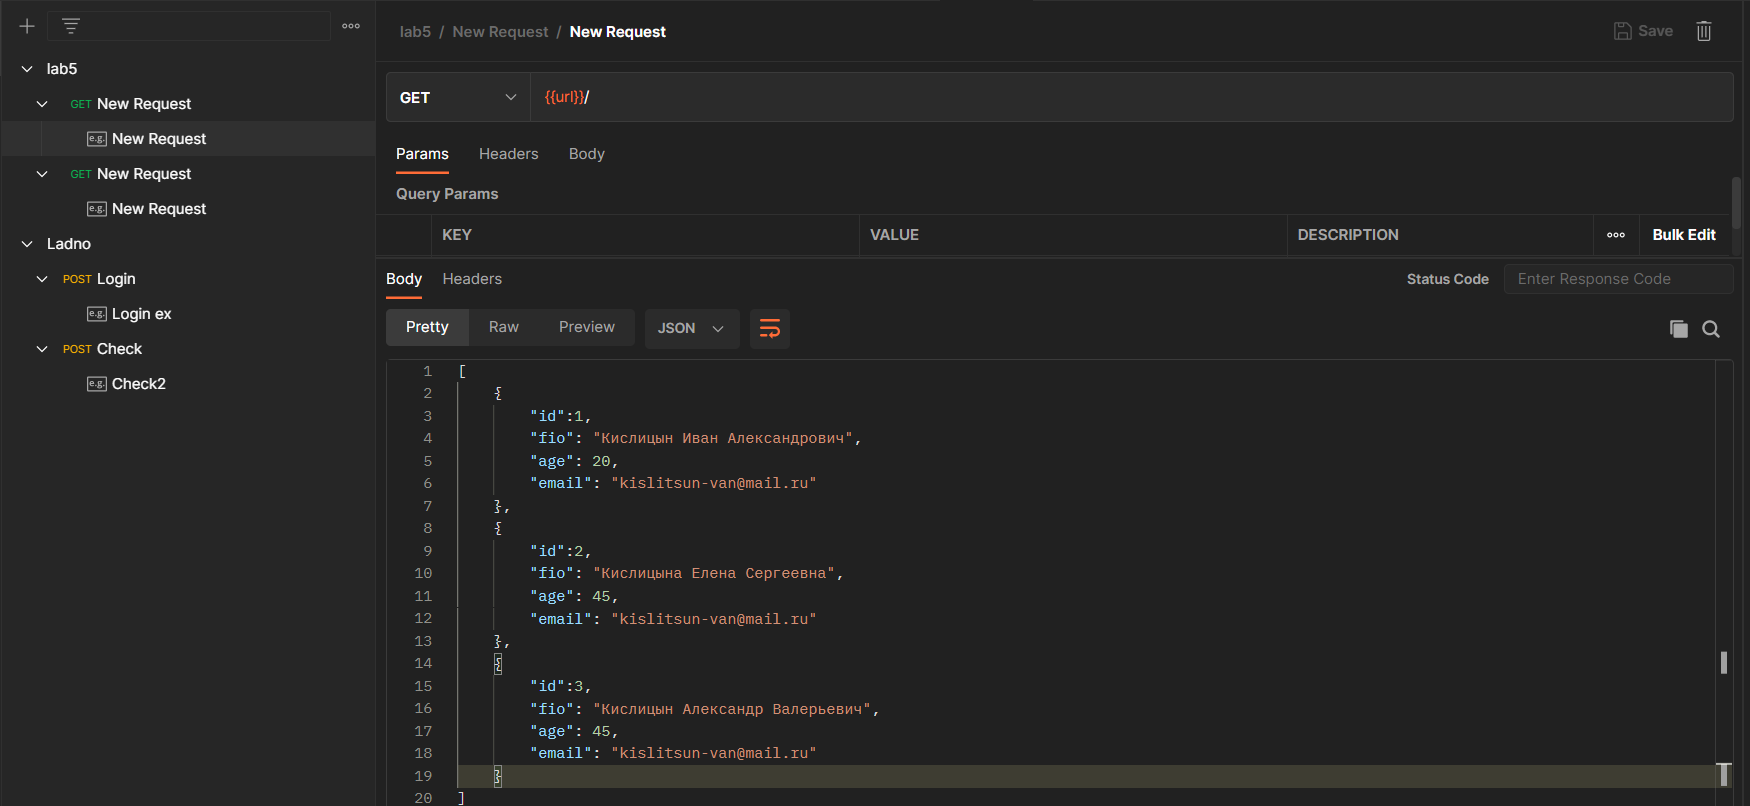 lab5
GET New Request
e.g. New Request
GET New Request
e.g. New Request
Ladno
POST Login
e.g. Login ex
POST Check
e.g. Check2
lab5 / New Request / New Request
Save
GET
{{url}}/
Params Headers Body
Query Params
KEY VALUE DESCRIPTION Bulk Edit
Body Headers
Status Code Enter Response Code
Pretty Raw Preview JSON
1 [
2 {
3 "id":1,
4 "fio": "Кислицын Иван Александрович",
5 "age": 20,
6 "email": "kislitsun-van@mail.ru"
7 },
8 {
9 "id":2,
10 "fio": "Кислицына Елена Сергеевна",
11 "age": 45,
12 "email": "kislitsun-van@mail.ru"
13 },
14 {
15 "id":3,
16 "fio": "Кислицын Александр Валерьевич",
17 "age": 45,
18 "email": "kislitsun-van@mail.ru"
19 }
20 ]